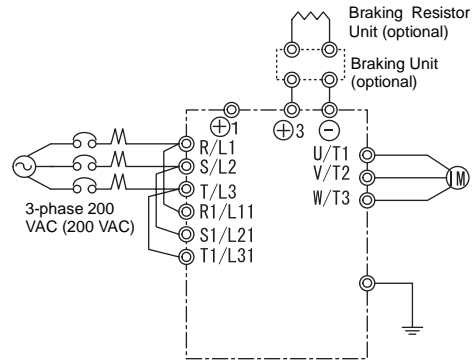 Braking Resistor
Unit (optional)
Braking Unit
(optional)
⊕1
⊕3
⊖
R/L1
S/L2
T/L3
R1/L11
S1/L21
T1/L31
3-phase 200
VAC (200 VAC)
U/T1
V/T2
W/T3
IM